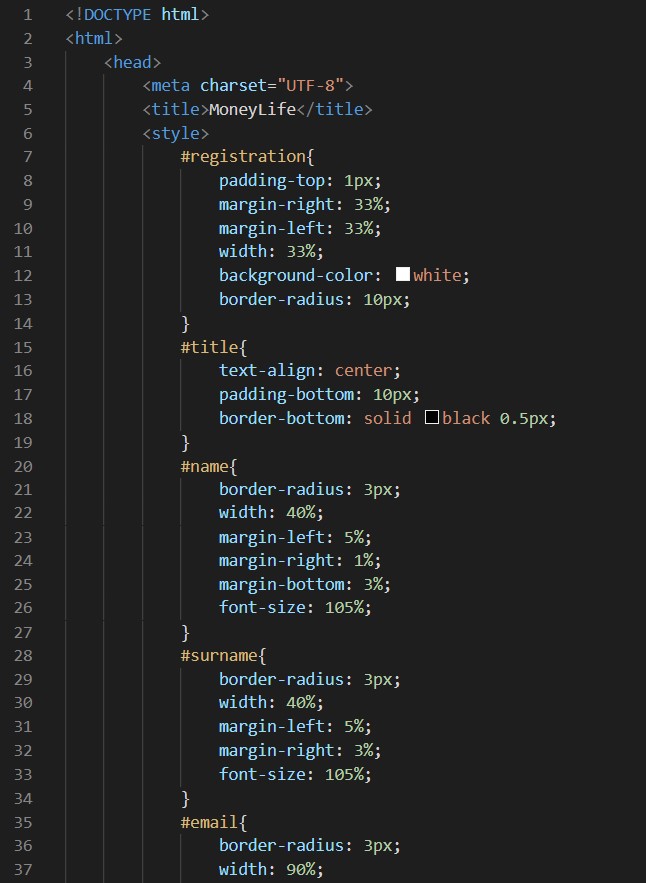 1 <!DOCTYPE html>
2 <html>
3 <head>
4 <meta charset="UTF-8">
5 <title>MoneyLife</title>
6 <style>
7 #registration{
8 padding-top: 1px;
9 margin-right: 33%;
10 margin-left: 33%;
11 width: 33%;
12 background-color: white;
13 border-radius: 10px;
14 }
15 #title{
16 text-align: center;
17 padding-bottom: 10px;
18 border-bottom: solid black 0.5px;
19 }
20 #name{
21 border-radius: 3px;
22 width: 40%;
23 margin-left: 5%;
24 margin-right: 1%;
25 margin-bottom: 3%;
26 font-size: 105%;
27 }
28 #surname{
29 border-radius: 3px;
30 width: 40%;
31 margin-left: 5%;
32 margin-right: 3%;
33 font-size: 105%;
34 }
35 #email{
36 border-radius: 3px;
37 width: 90%;